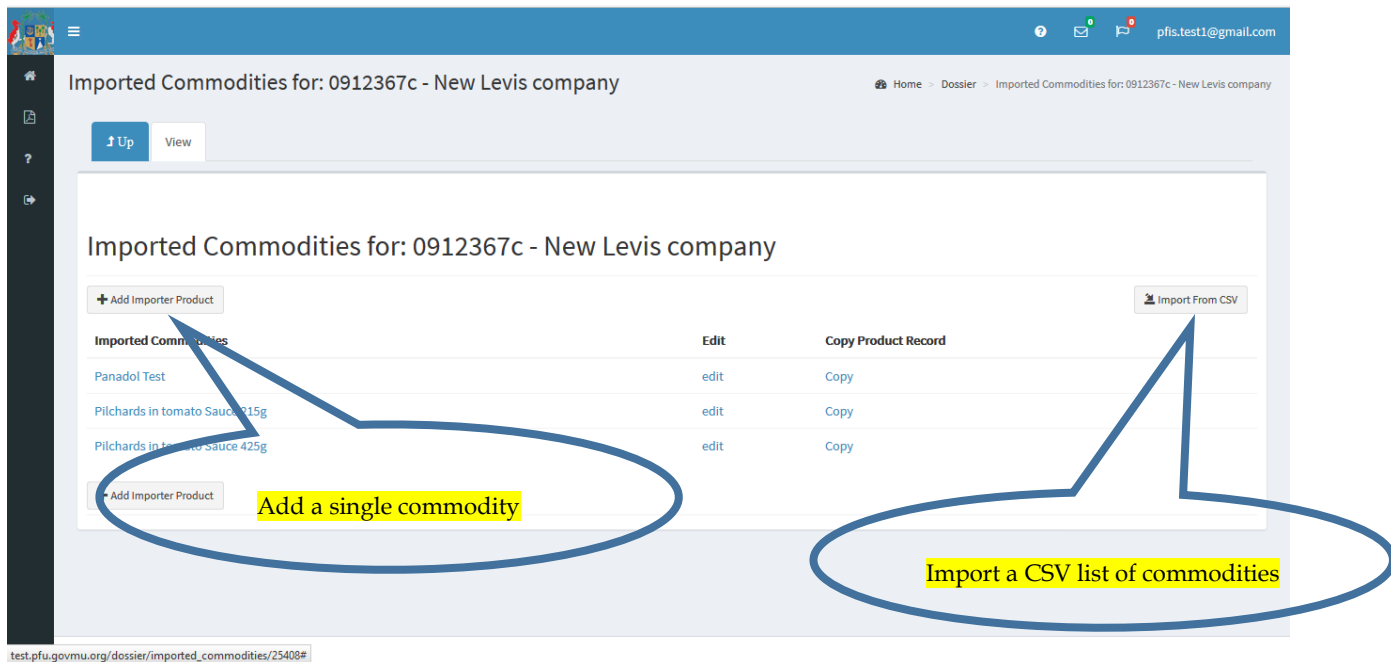 0 0 pfis.test1@gmail.com
Imported Commodities for: 0912367c - New Levis company
Home > Dossier > Imported Commodities for: 0912367c - New Levis company
Up View
Imported Commodities for: 0912367c - New Levis company
Add Importer Product Import From CSV
Imported Commodities Edit Copy Product Record
Panadol Test edit Copy
Pilchards in tomato Sauce 215g edit Copy
Pilchards in tomato Sauce 425g edit Copy
Add Importer Product
Add a single commodity
Import a CSV list of commodities
test.pfu.govmu.org/dossier/imported_commodities/25408#